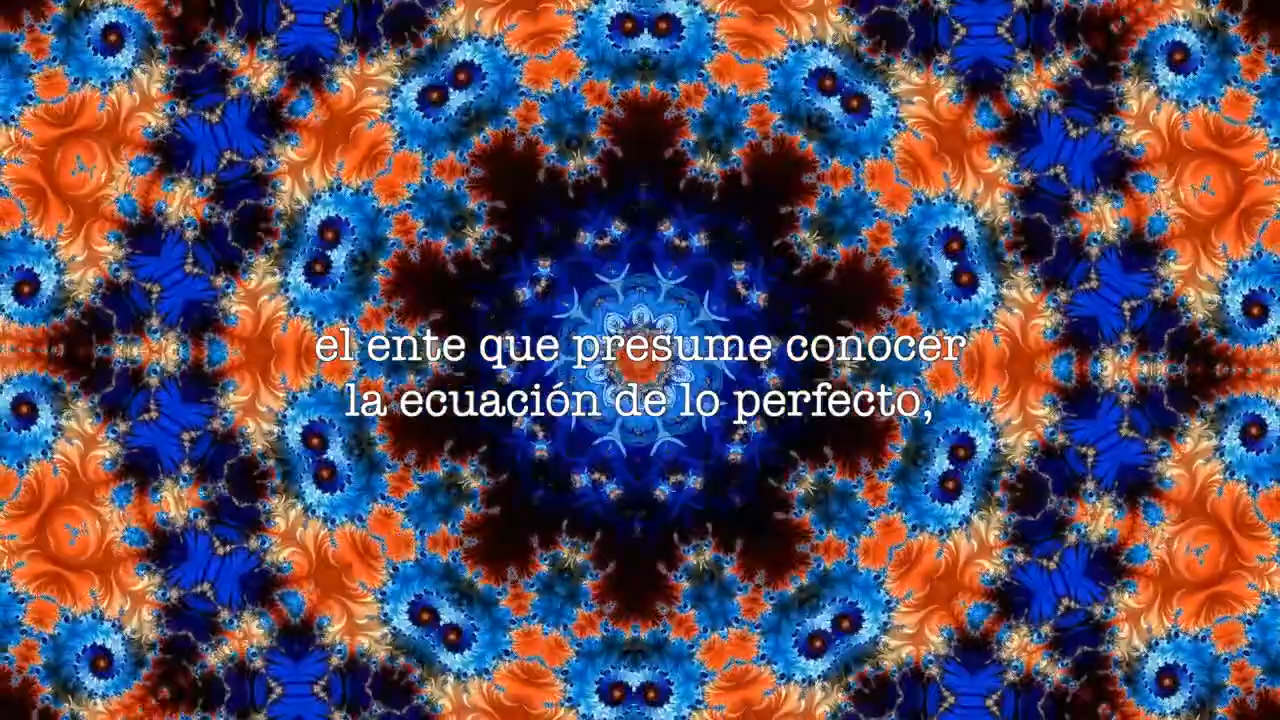 el ente que presume conocer
la ecuación de lo perfecto,